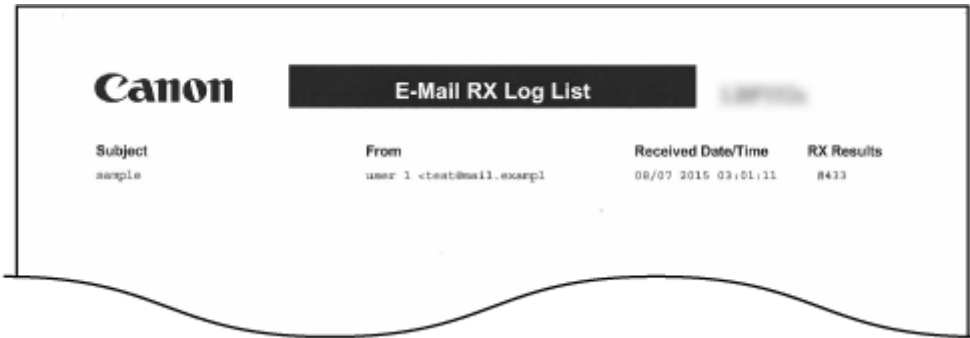 Canon E-Mail RX Log List
Subject From Received Date/Time RX Results
sample user 1 <test@mail.exampl 08/07 2015 03:01:11 #433